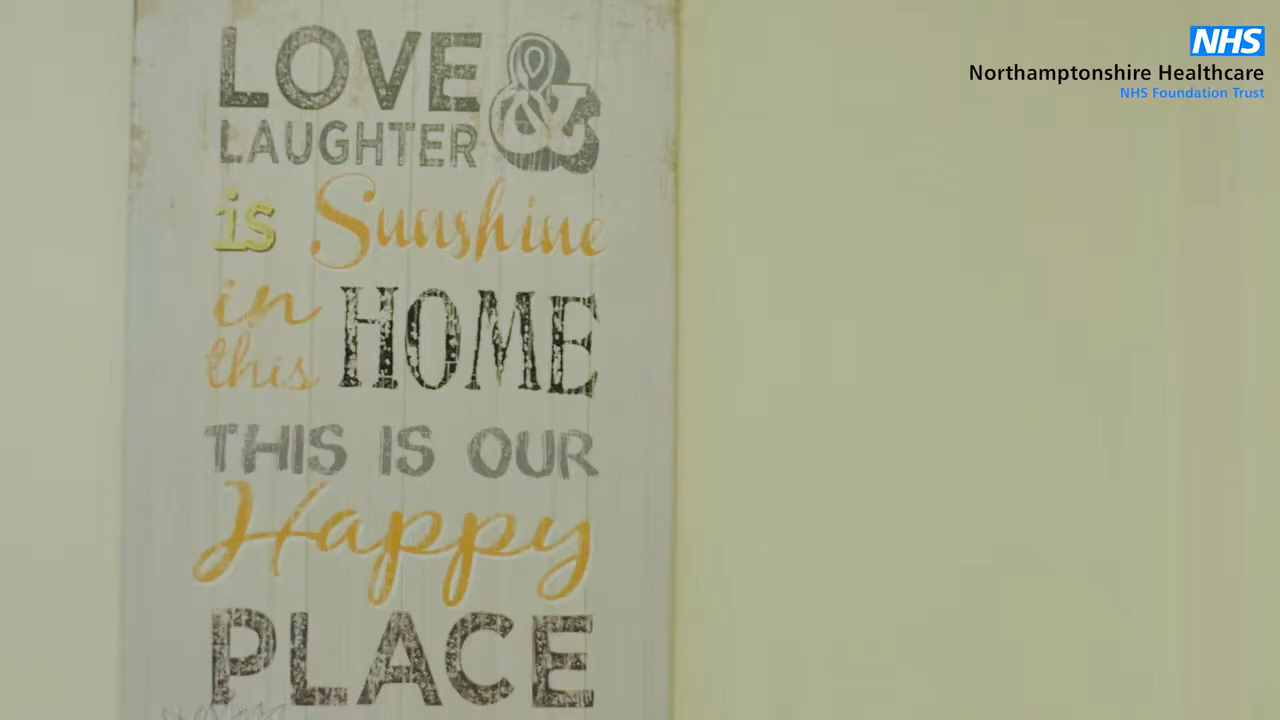 LOVE &
LAUGHTER
is Sunshine
in
this HOME
THIS IS OUR
Happy
PLACE
NHS
Northamptonshire Healthcare
NHS Foundation Trust